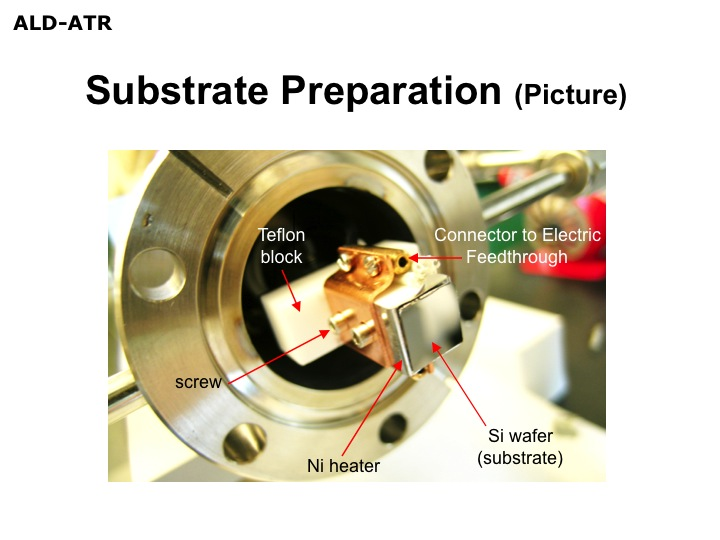 ALD-ATR
Substrate Preparation (Picture)
Teflon
block
Connector to Electric
Feedthrough
screw
Ni heater
Si wafer
(substrate)